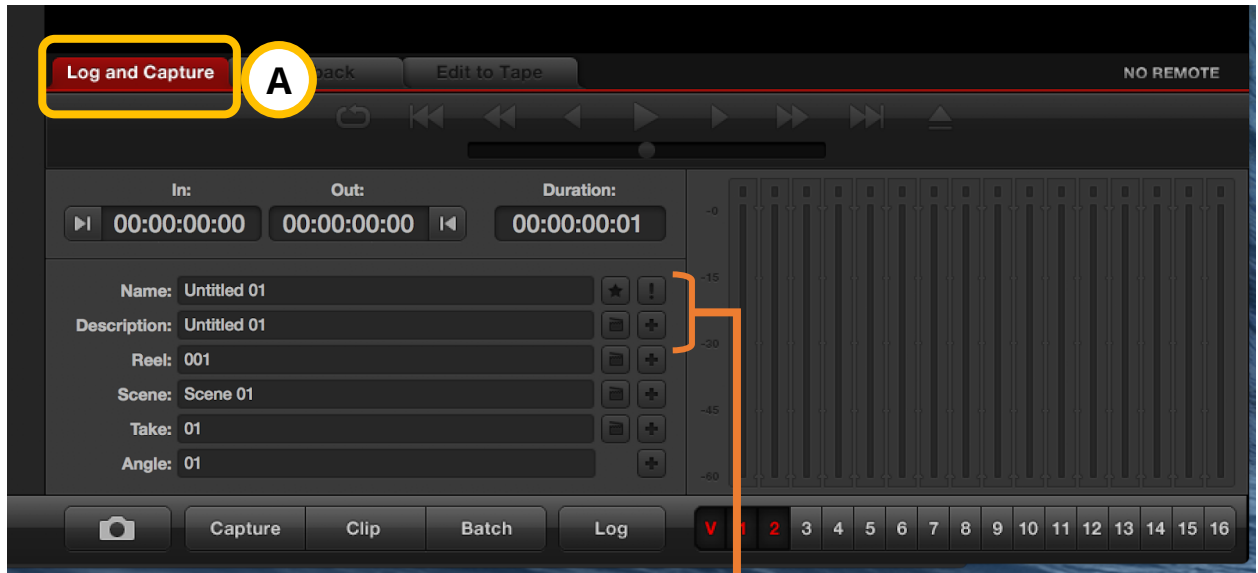 Log and Capture
A
back
Edit to Tape
NO REMOTE
In:
Out:
Duration:
00:00:00:00
00:00:00:00
00:00:00:01
-0
-15
-30
-45
-60
Name: Untitled 01
Description: Untitled 01
Reel: 001
Scene: Scene 01
Take: 01
Angle: 01
Capture
Clip
Batch
Log
V 1 2 3 4 5 6 7 8 9 10 11 12 13 14 15 16